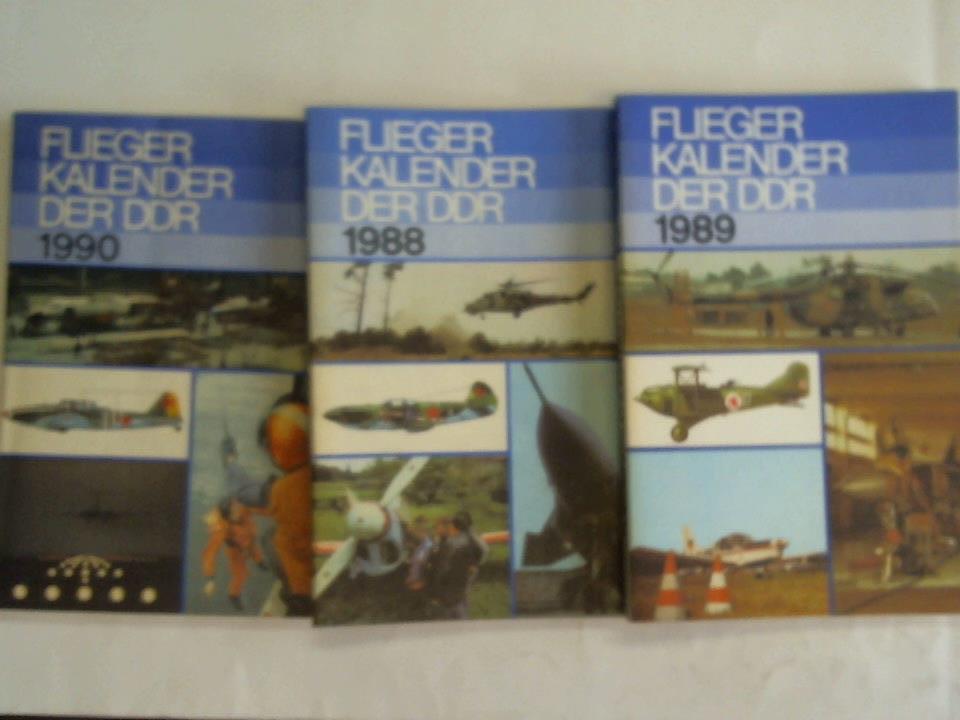 FLIEGER
KALENDER
DER DDR
1990
FLIEGER
KALENDER
DER DDR
1988
FLIEGER
KALENDER
DER DDR
1989